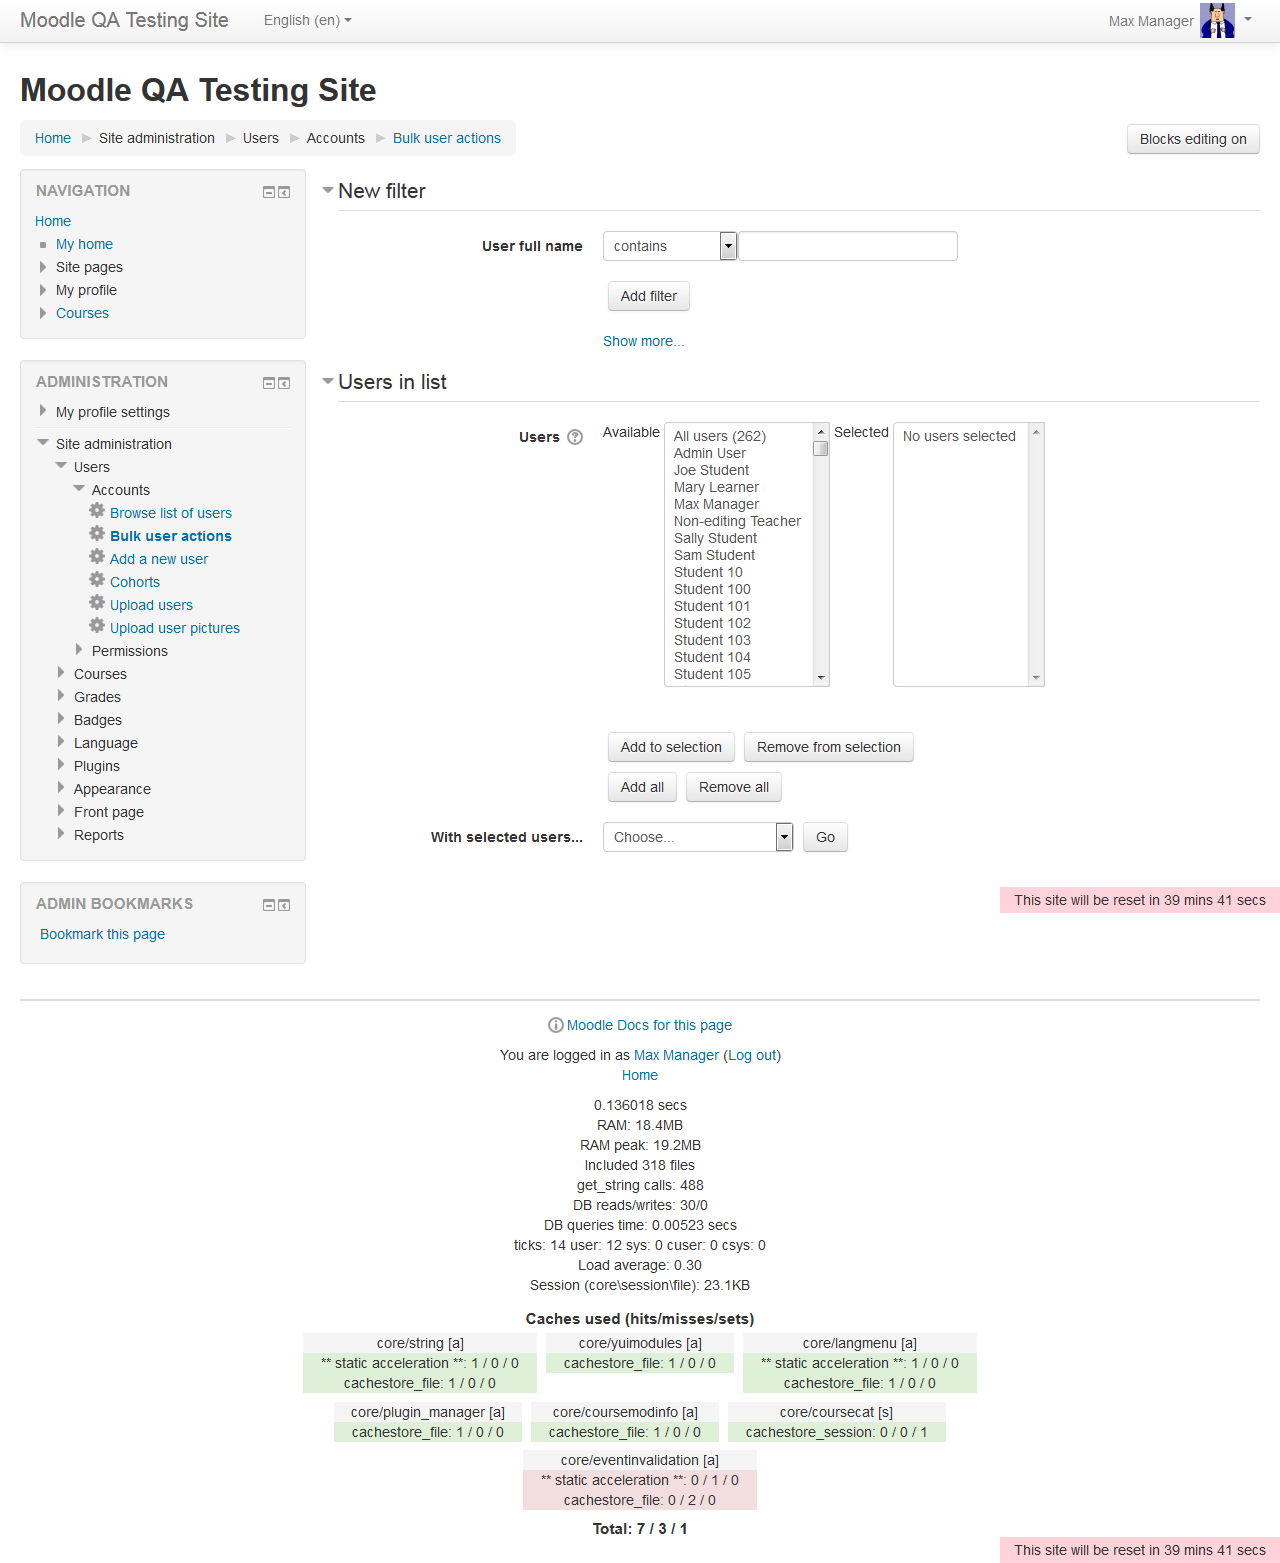 Moodle QA Testing Site English (en) Max Manager
Moodle QA Testing Site
Home Site administration Users Accounts Bulk user actions Blocks editing on
NAVIGATION
Home
My home
Site pages
My profile
Courses
ADMINISTRATION
My profile settings
Site administration
Users
Accounts
Browse list of users
Bulk user actions
Add a new user
Cohorts
Upload users
Upload user pictures
Permissions
Courses
Grades
Badges
Language
Plugins
Appearance
Front page
Reports
ADMIN BOOKMARKS
Bookmark this page
New filter
User full name contains
Add filter
Show more...
Users in list
Users Available
All users (262)
Admin User
Joe Student
Mary Learner
Max Manager
Non-editing Teacher
Sally Student
Sam Student
Student 10
Student 100
Student 101
Student 102
Student 103
Student 104
Student 105
Selected
No users selected
Add to selection Remove from selection
Add all Remove all
With selected users... Choose... Go
This site will be reset in 39 mins 41 secs
Moodle Docs for this page
You are logged in as Max Manager (Log out)
Home
0.136018 secs
RAM: 18.4MB
RAM peak: 19.2MB
Included 318 files
get_string calls: 488
DB reads/writes: 30/0
DB queries time: 0.00523 secs
ticks: 14 user: 12 sys: 0 cuser: 0 csys: 0
Load average: 0.30
Session (core\session\file): 23.1KB
Caches used (hits/misses/sets)
core/string [a]
** static acceleration **: 1 / 0 / 0
cachestore_file: 1 / 0 / 0
core/yuimodules [a]
cachestore_file: 1 / 0 / 0
core/langmenu [a]
** static acceleration **: 1 / 0 / 0
cachestore_file: 1 / 0 / 0
core/plugin_manager [a]
cachestore_file: 1 / 0 / 0
core/coursemodinfo [a]
cachestore_file: 1 / 0 / 0
core/coursecat [s]
cachestore_session: 0 / 0 / 1
core/eventinvalidation [a]
** static acceleration **: 0 / 1 / 0
cachestore_file: 0 / 2 / 0
Total: 7 / 3 / 1
This site will be reset in 39 mins 41 secs